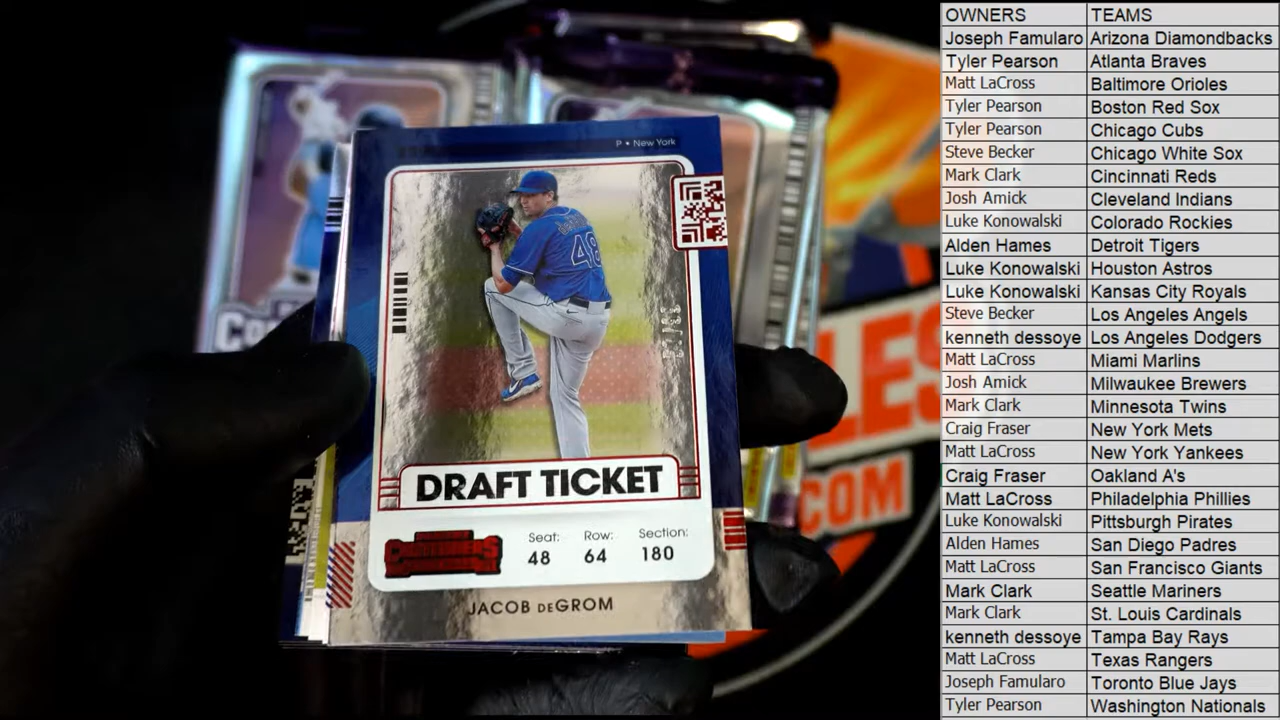 P • New York
48
DRAFT TICKET
CONTENDERS
Seat: Row: Section:
48 64 180
JACOB DEGROM
LES
.COM
OWNERS TEAMS
Joseph Famularo Arizona Diamondbacks
Tyler Pearson Atlanta Braves
Matt LaCross Baltimore Orioles
Tyler Pearson Boston Red Sox
Tyler Pearson Chicago Cubs
Steve Becker Chicago White Sox
Mark Clark Cincinnati Reds
Josh Amick Cleveland Indians
Luke Konowalski Colorado Rockies
Alden Hames Detroit Tigers
Luke Konowalski Houston Astros
Luke Konowalski Kansas City Royals
Steve Becker Los Angeles Angels
kenneth dessoye Los Angeles Dodgers
Matt LaCross Miami Marlins
Josh Amick Milwaukee Brewers
Mark Clark Minnesota Twins
Craig Fraser New York Mets
Matt LaCross New York Yankees
Craig Fraser Oakland A's
Matt LaCross Philadelphia Phillies
Luke Konowalski Pittsburgh Pirates
Alden Hames San Diego Padres
Matt LaCross San Francisco Giants
Mark Clark Seattle Mariners
Mark Clark St. Louis Cardinals
kenneth dessoye Tampa Bay Rays
Matt LaCross Texas Rangers
Joseph Famularo Toronto Blue Jays
Tyler Pearson Washington Nationals